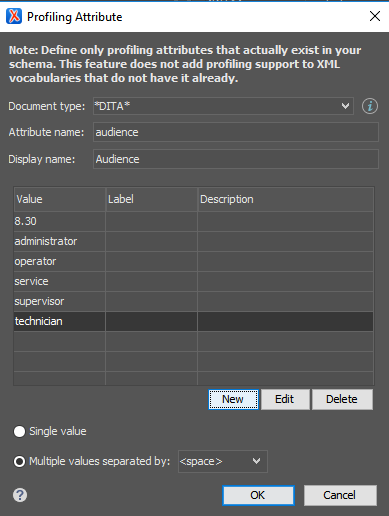 Profiling Attribute
Note: Define only profiling attributes that actually exist in your
schema. This feature does not add profiling support to XML
vocabularies that do not have it already.
Document type: *DITA*
Attribute name: audience
Display name: Audience
Value Label Description
8.30
administrator
operator
service
supervisor
technician
New Edit Delete
Single value
Multiple values separated by: <space>
? OK Cancel